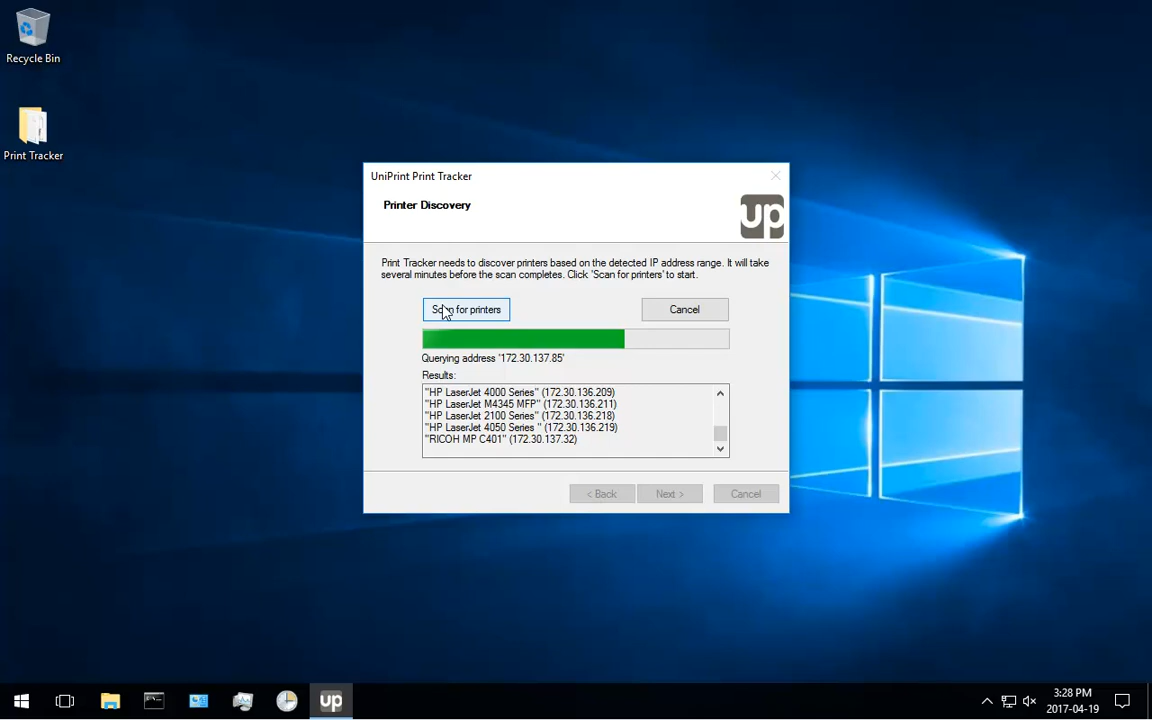 Recycle Bin
Print Tracker
UniPrint Print Tracker
Printer Discovery
up
Print Tracker needs to discover printers based on the detected IP address range. It will take
several minutes before the scan completes. Click 'Scan for printers' to start.
Scan for printers
Cancel
Querying address '172.30.137.85'
Results:
"HP LaserJet 4000 Series" (172.30.136.209)
"HP LaserJet M4345 MFP" (172.30.136.211)
"HP LaserJet 2100 Series" (172.30.136.218)
"HP LaserJet 4050 Series " (172.30.136.219)
"RICOH MP C401" (172.30.137.32)
< Back
Next >
Cancel
up
3:28 PM
2017-04-19